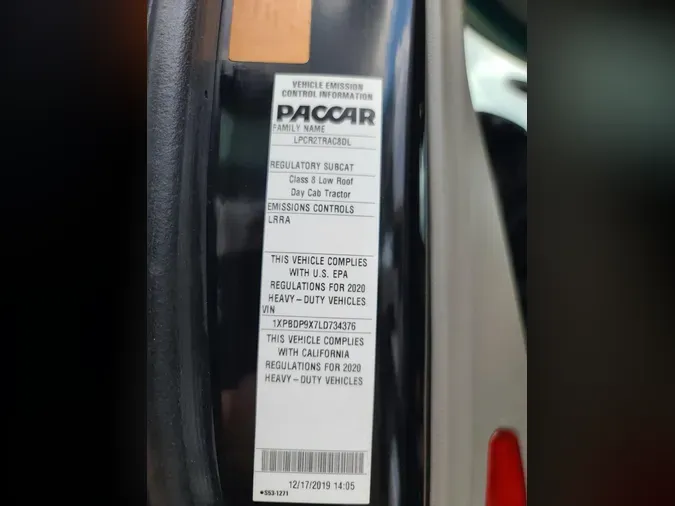 VEHICLE EMISSION
CONTROL INFORMATION
PACCAR
FAMILY NAME
LPCR2TRAC8DL
REGULATORY SUBCAT
Class 8 Low Roof
Day Cab Tractor
EMISSIONS CONTROLS
LRRA
THIS VEHICLE COMPLIES
WITH U.S. EPA
REGULATIONS FOR 2020
HEAVY-DUTY VEHICLES
VIN
1XPBDP9X7LD734376
THIS VEHICLE COMPLIES
WITH CALIFORNIA
REGULATIONS FOR 2020
HEAVY-DUTY VEHICLES
12/17/2019 14:05
*S53-1271